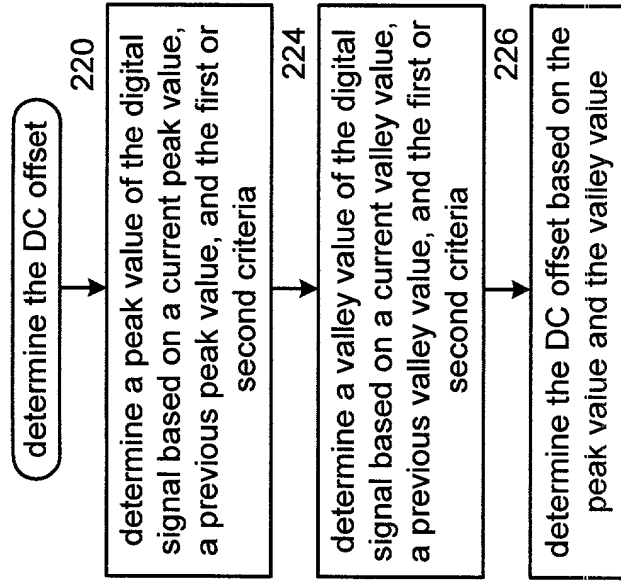 determine the DC offset
220
determine a peak value of the digital
signal based on a current peak value,
a previous peak value, and the first or
second criteria
224
determine a valley value of the digital
signal based on a current valley value,
a previous valley value, and the first or
second criteria
226
determine the DC offset based on the
peak value and the valley value